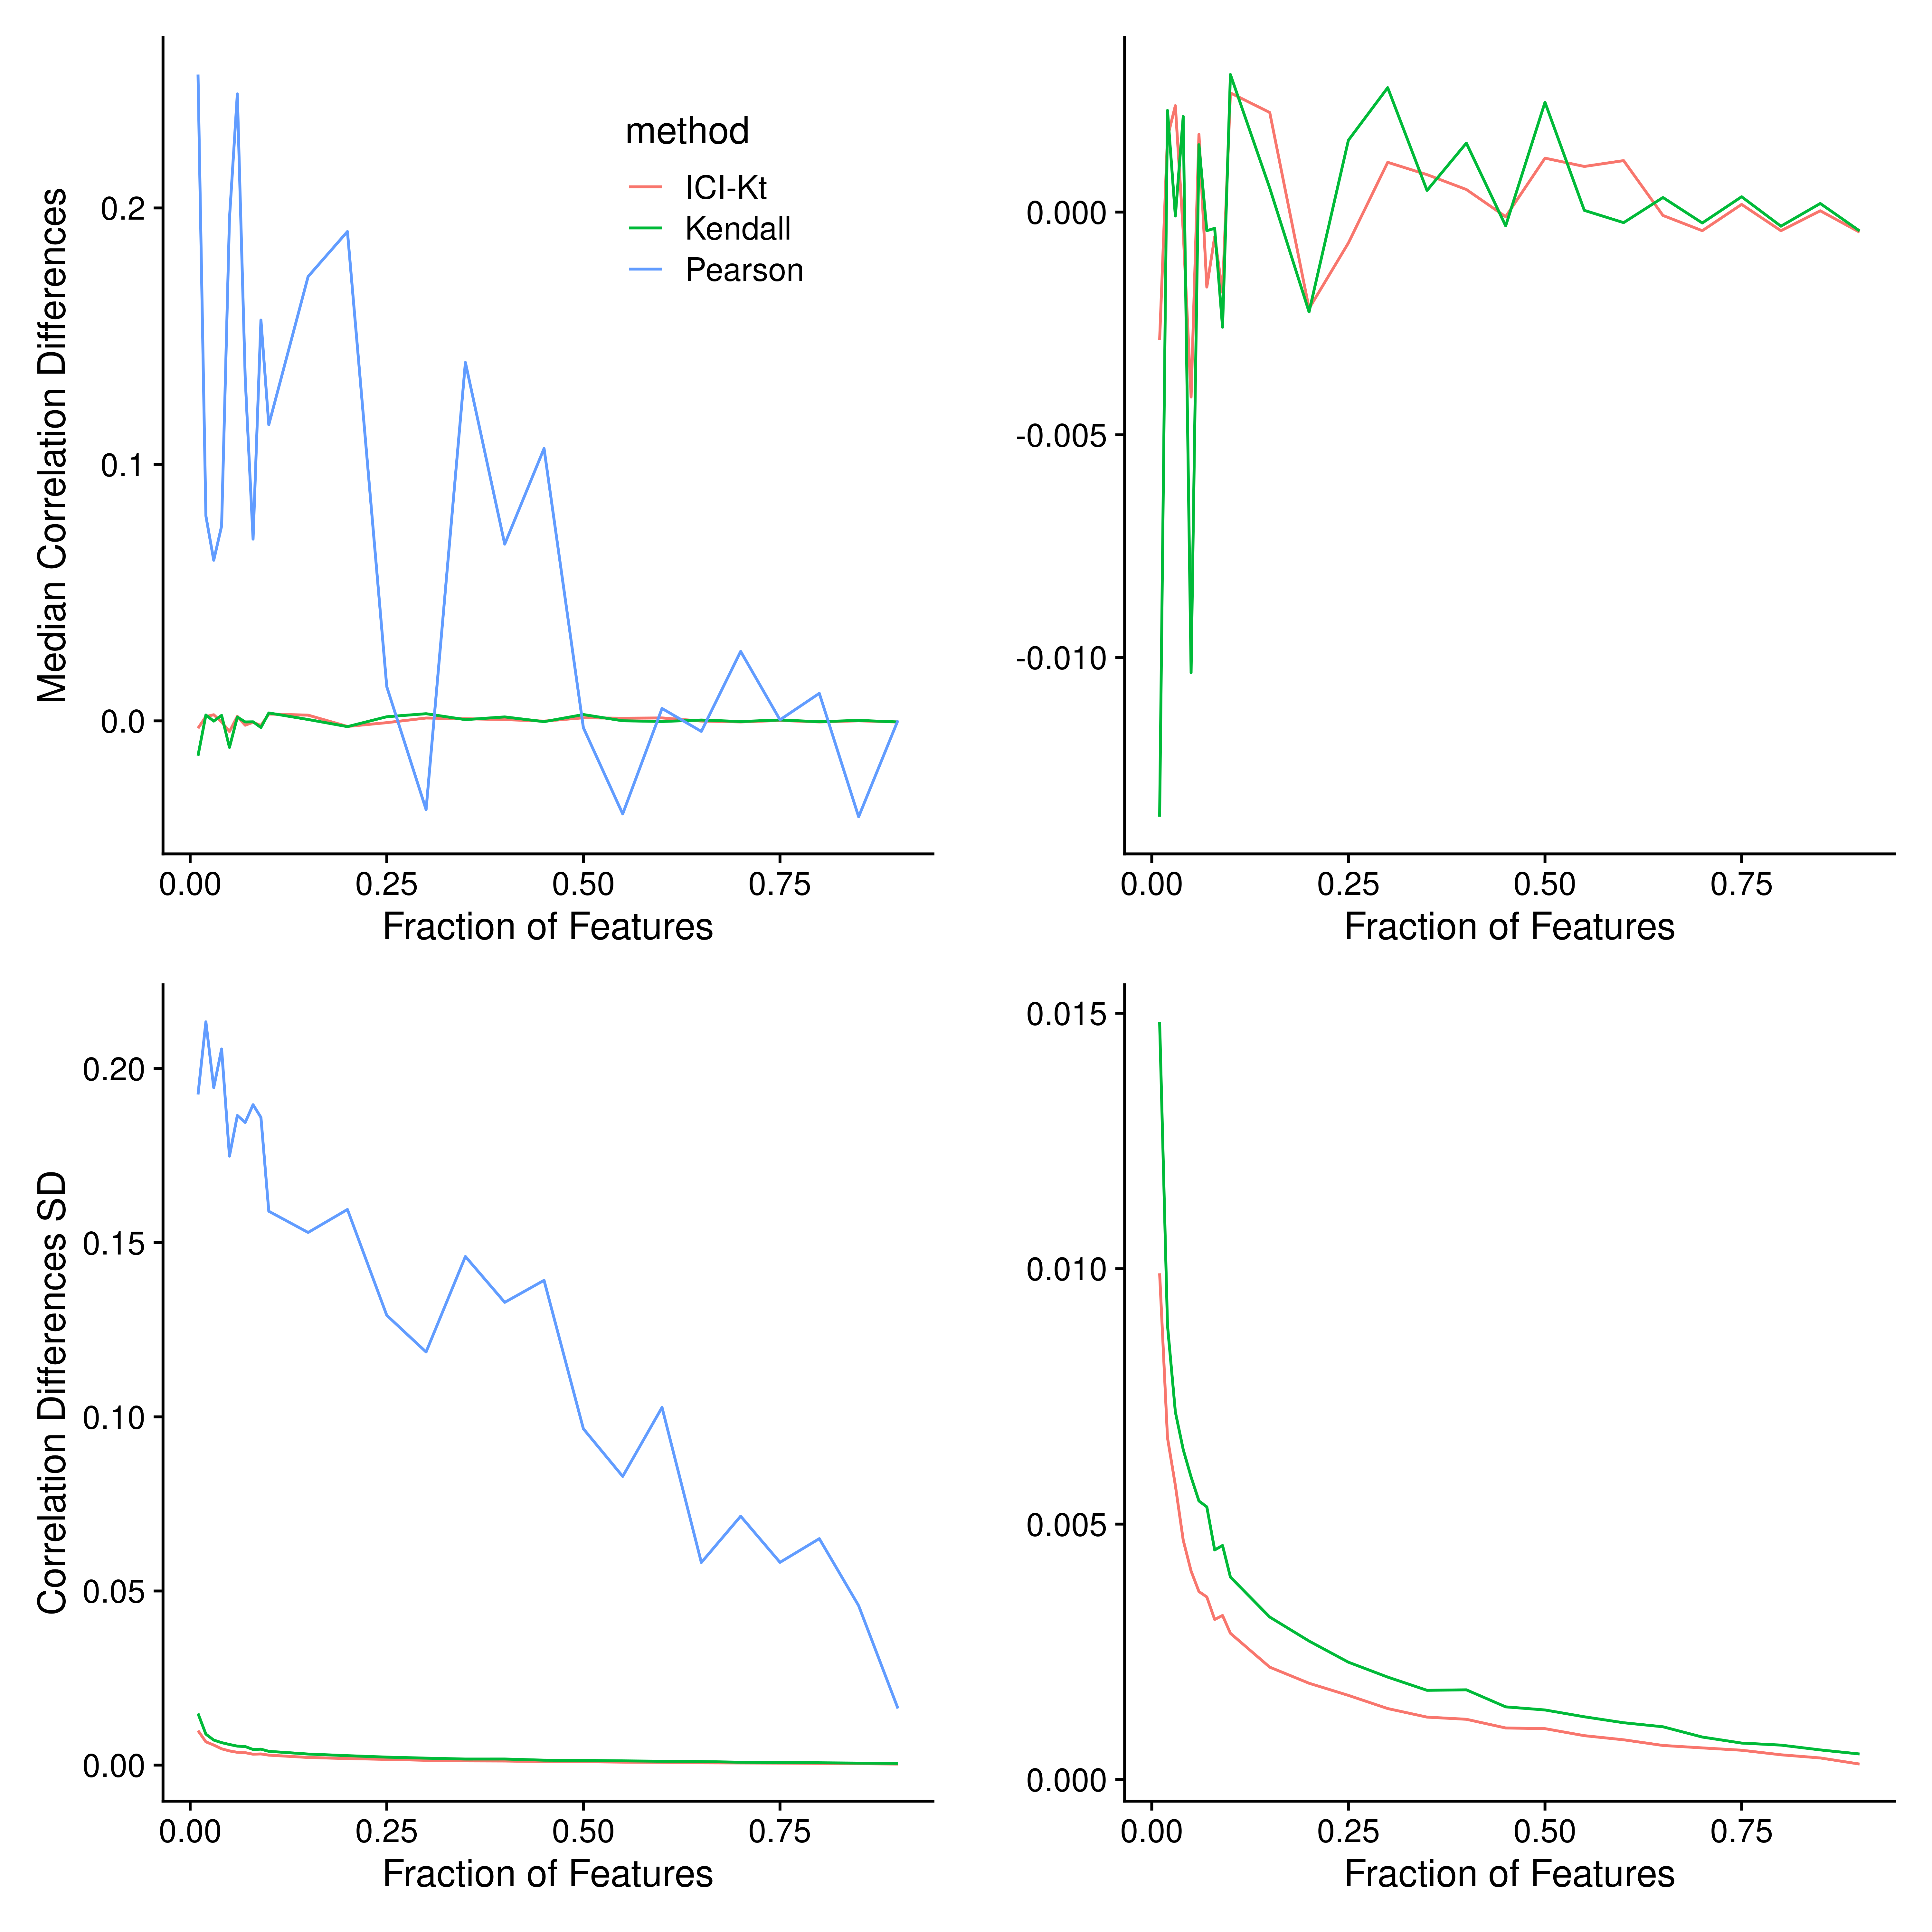 Median Correlation Differences
0.2
0.1
0.0
method
ICI-Kt
Kendall
Pearson
0.00 0.25 0.50 0.75
Fraction of Features
0.000
-0.005
-0.010
0.00 0.25 0.50 0.75
Fraction of Features
Correlation Differences SD
0.20
0.15
0.10
0.05
0.00
0.00 0.25 0.50 0.75
Fraction of Features
0.015
0.010
0.005
0.000
0.00 0.25 0.50 0.75
Fraction of Features